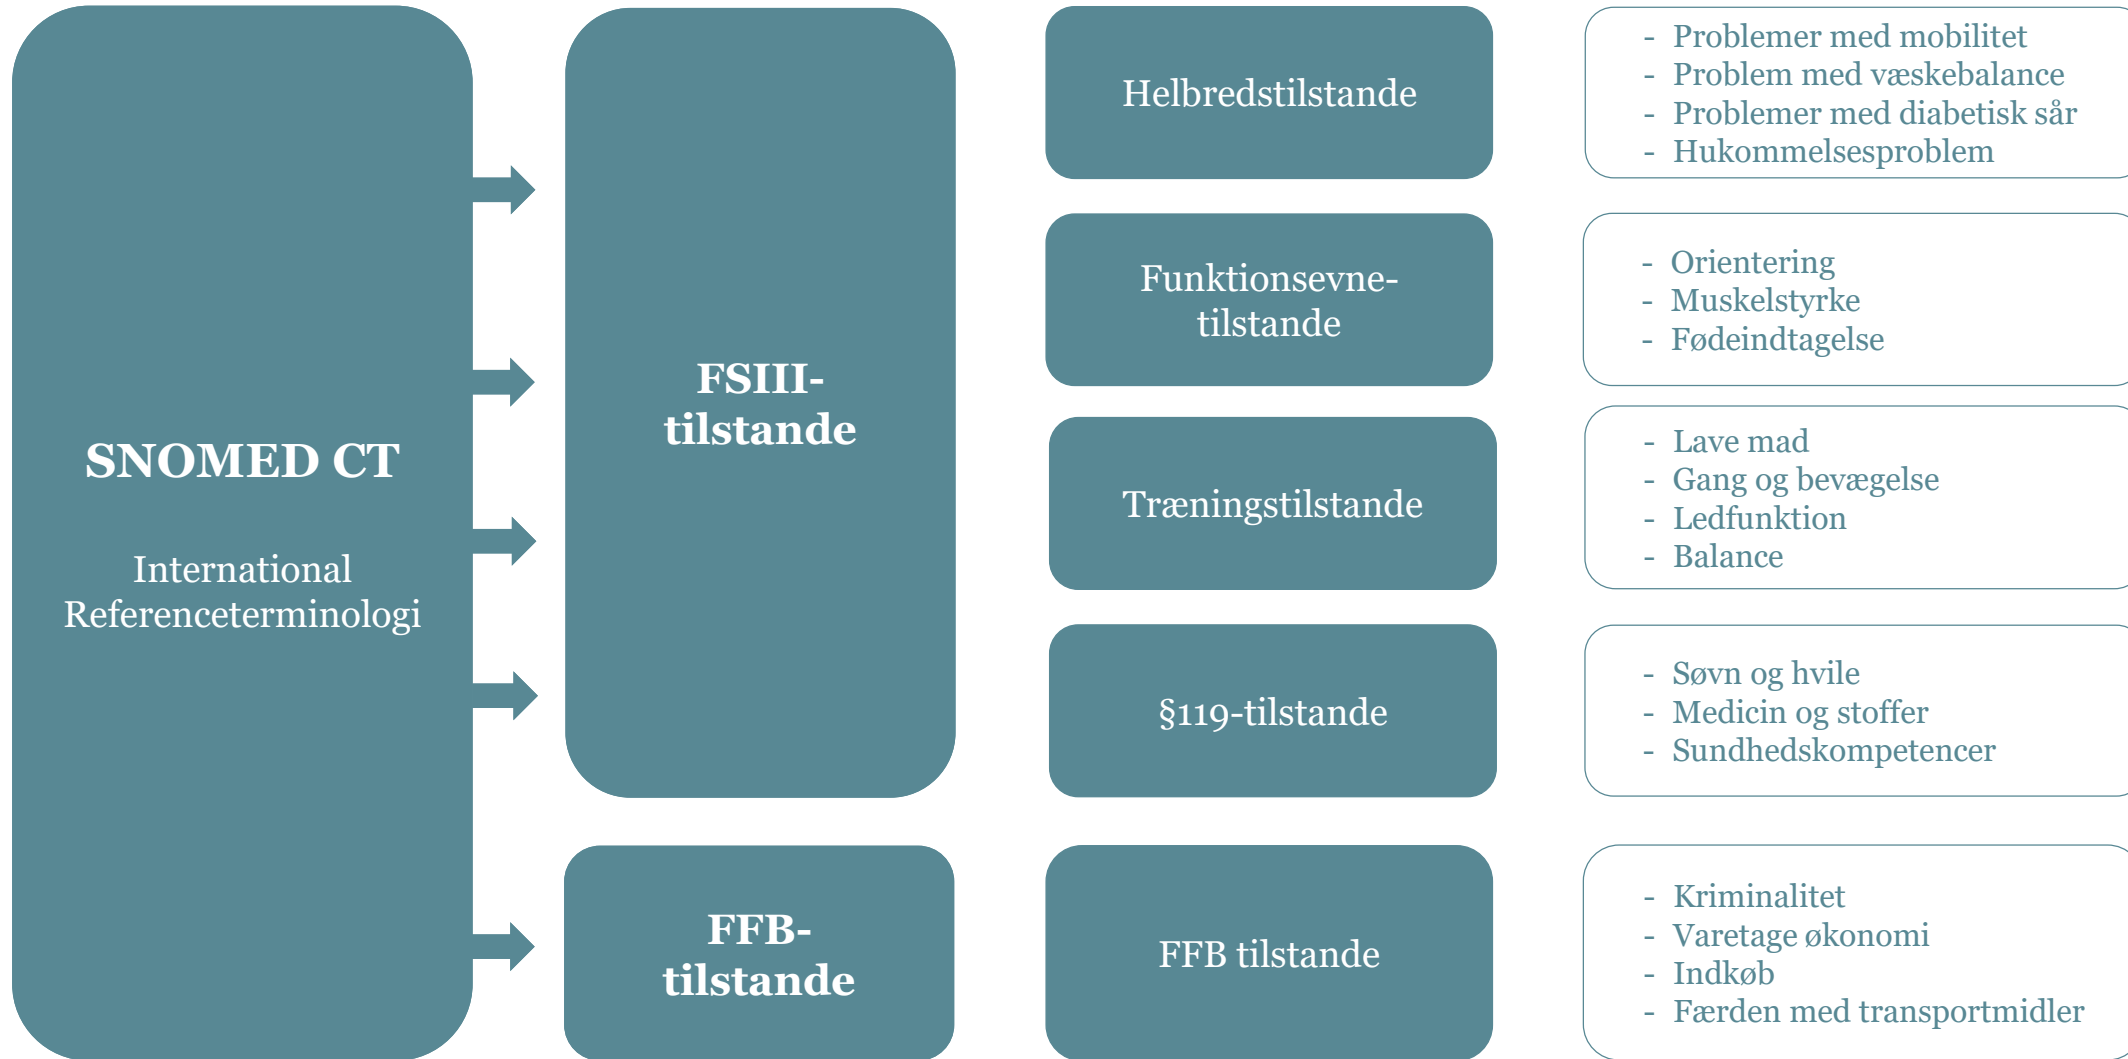 SNOMED CT
International
Referenceterminologi
FSIII-
tilstande
FFB-
tilstande
Helbredstilstande
Funktionsevne-
tilstande
Træningstilstande
§119-tilstande
FFB tilstande
- Problemer med mobilitet
- Problem med væskebalance
- Problemer med diabetisk sår
- Hukommelsesproblem
- Orientering
- Muskelstyrke
- Fødeindtagelse
- Lave mad
- Gang og bevægelse
- Ledfunktion
- Balance
- Søvn og hvile
- Medicin og stoffer
- Sundhedskompetencer
- Kriminalitet
- Varetage økonomi
- Indkøb
- Færden med transportmidler